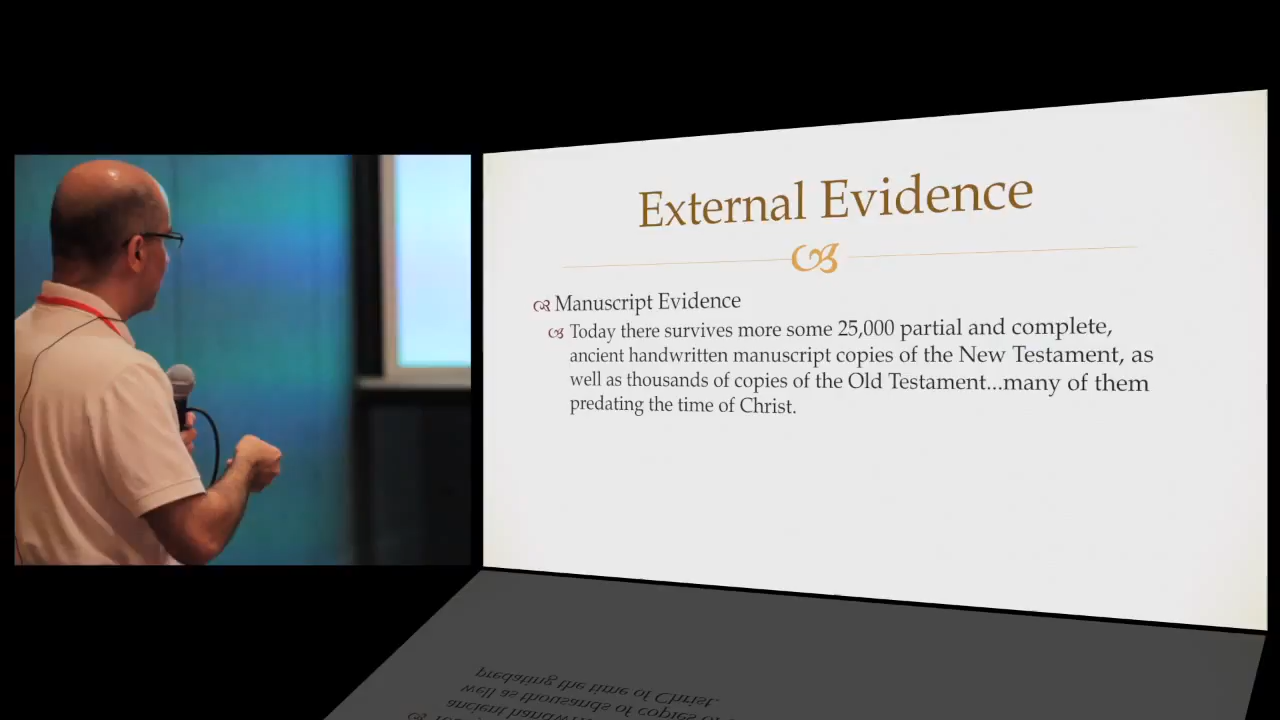 External Evidence
Manuscript Evidence
Today there survives more some 25,000 partial and complete,
ancient handwritten manuscript copies of the New Testament, as
well as thousands of copies of the Old Testament...many of them
predating the time of Christ.